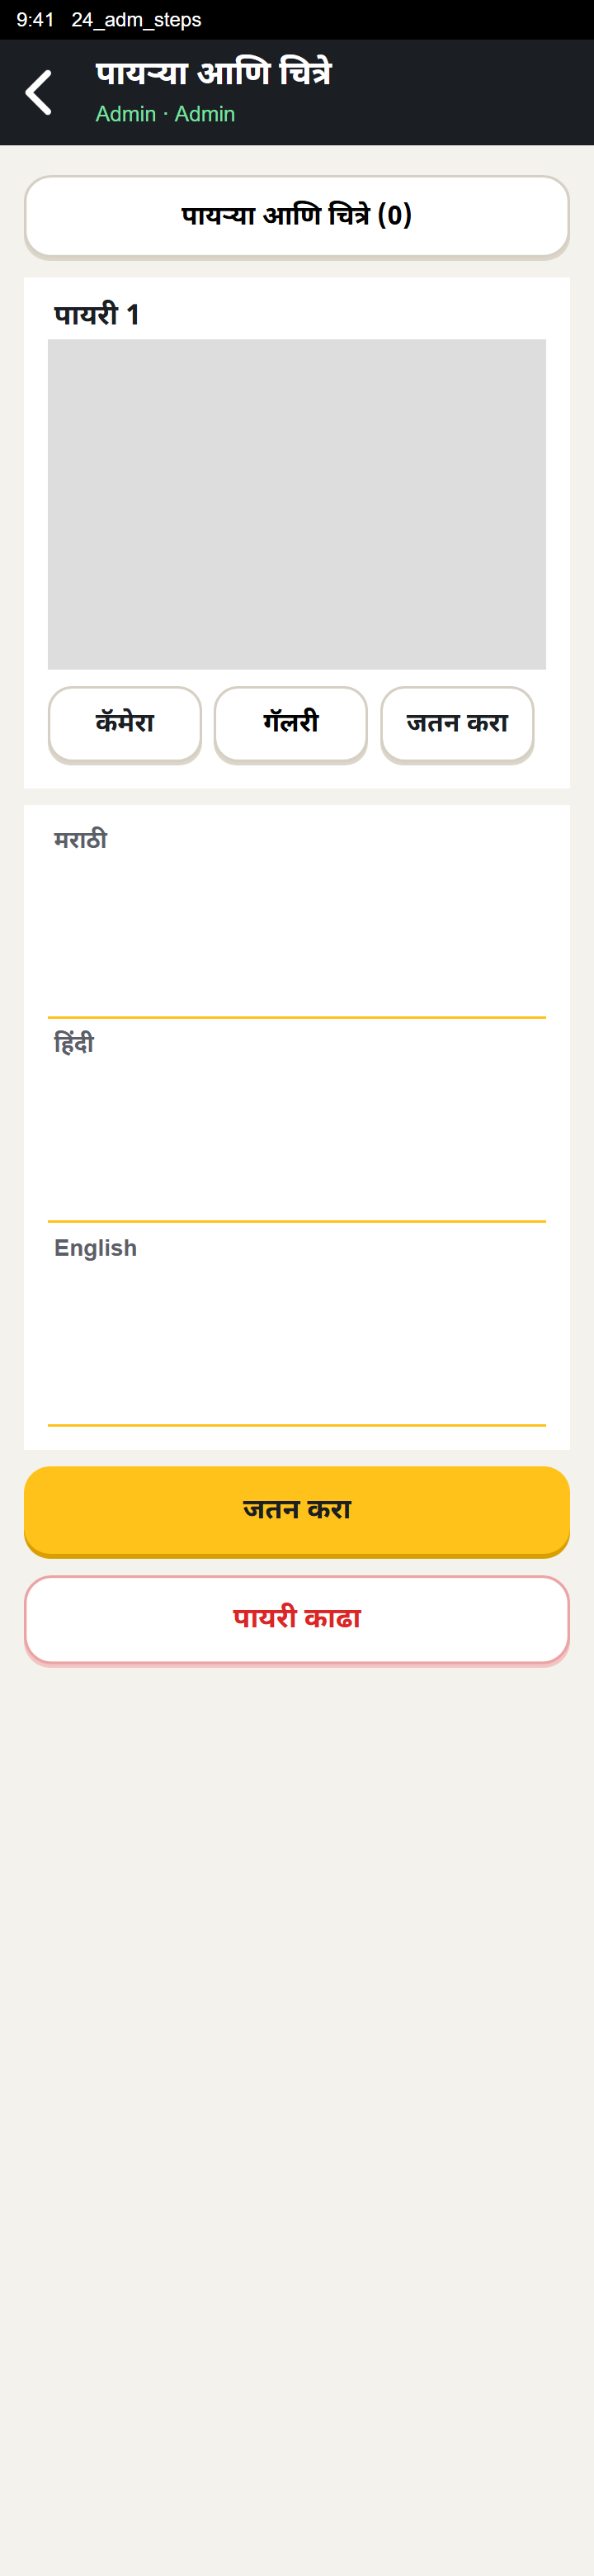 9:41 24_adm_steps
पायऱ्या आणि चित्रे
Admin · Admin
पायऱ्या आणि चित्रे (0)
पायरी 1
कॅमेरा
गॅलरी
जतन करा
मराठी
हिंदी
English
जतन करा
पायरी काढा